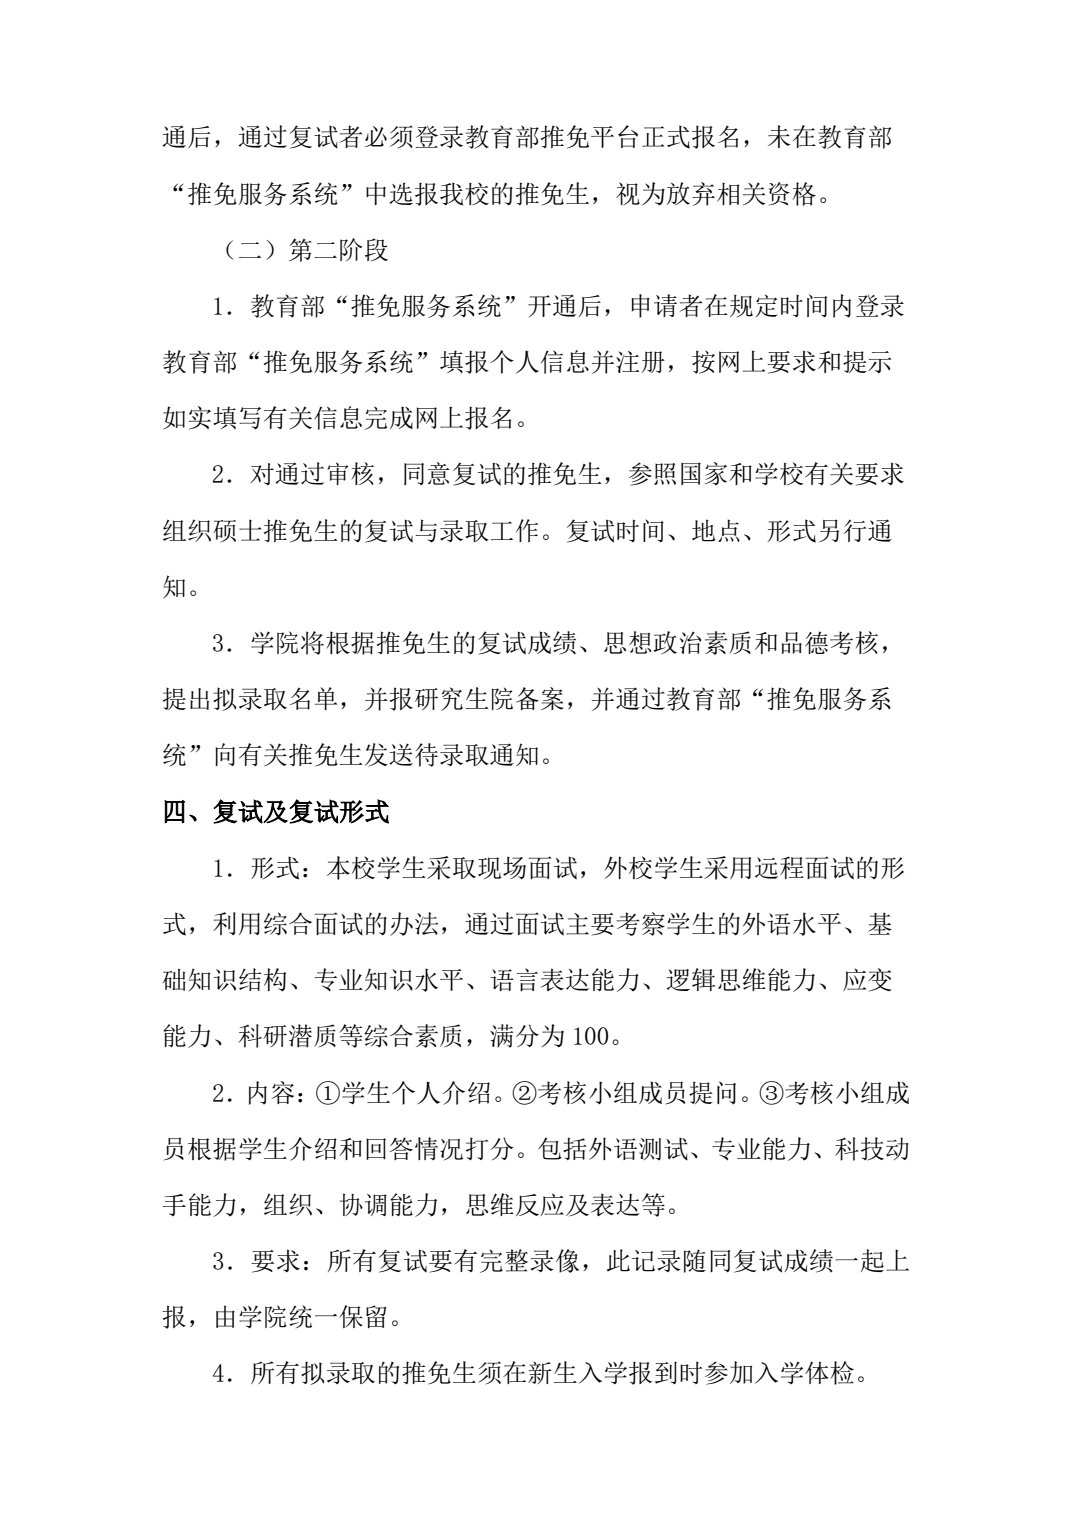 通后，通过复试者必须登录教育部推免平台正式报名，未在教育部
“推免服务系统”中选报我校的推免生，视为放弃相关资格。
（二）第二阶段
1．教育部“推免服务系统”开通后，申请者在规定时间内登录
教育部“推免服务系统”填报个人信息并注册，按网上要求和提示
如实填写有关信息完成网上报名。
2．对通过审核，同意复试的推免生，参照国家和学校有关要求
组织硕士推免生的复试与录取工作。复试时间、地点、形式另行通
知。
3．学院将根据推免生的复试成绩、思想政治素质和品德考核，
提出拟录取名单，并报研究生院备案，并通过教育部“推免服务系
统”向有关推免生发送待录取通知。
四、复试及复试形式
1．形式：本校学生采取现场面试，外校学生采用远程面试的形
式，利用综合面试的办法，通过面试主要考察学生的外语水平、基
础知识结构、专业知识水平、语言表达能力、逻辑思维能力、应变
能力、科研潜质等综合素质，满分为 100。
2．内容：①学生个人介绍。②考核小组成员提问。③考核小组成
员根据学生介绍和回答情况打分。包括外语测试、专业能力、科技动
手能力，组织、协调能力，思维反应及表达等。
3．要求：所有复试要有完整录像，此记录随同复试成绩一起上
报，由学院统一保留。
4．所有拟录取的推免生须在新生入学报到时参加入学体检。